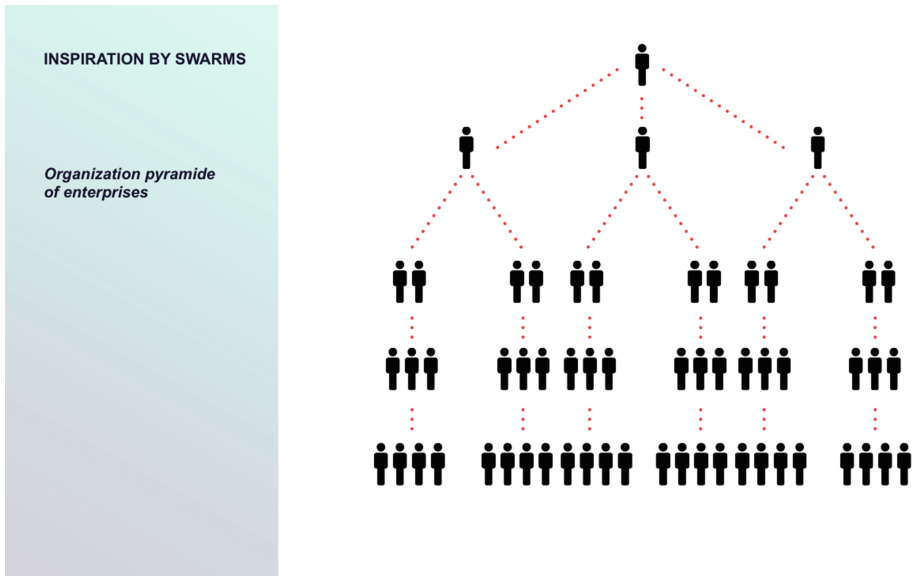 INSPIRATION BY SWARMS
Organization pyramide
of enterprises